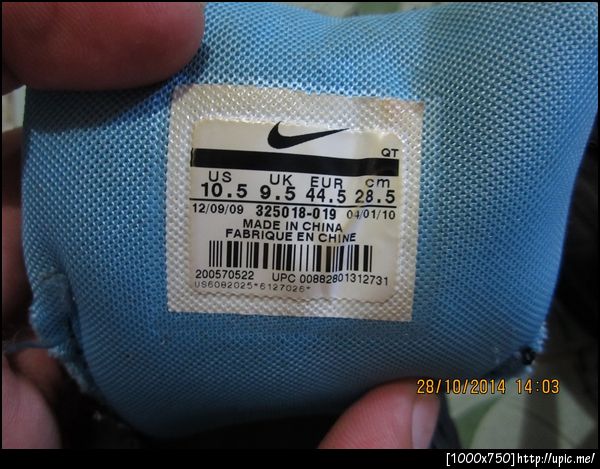 QT
US UK EUR cm
10.5 9.5 44.5 28.5
12/09/09 325018-019 04/01/10
MADE IN CHINA
FABRIQUE EN CHINE
200570522 UPC 00882801312731
US6082025*6127026*
28/10/2014 14:03
[1000x750]http://upic.me/